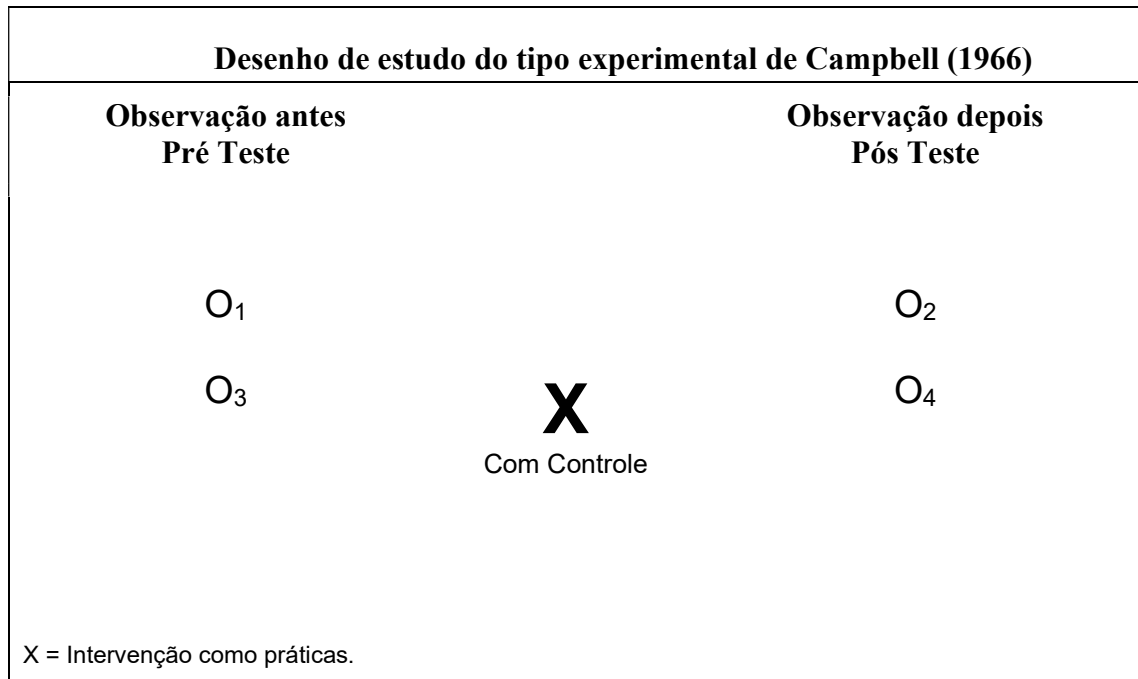 Desenho de estudo do tipo experimental de Campbell (1966)
Observação antes
Pré Teste
Observação depois
Pós Teste
O₁
O₂
O₃
X
O₄
Com Controle
X = Intervenção como práticas.